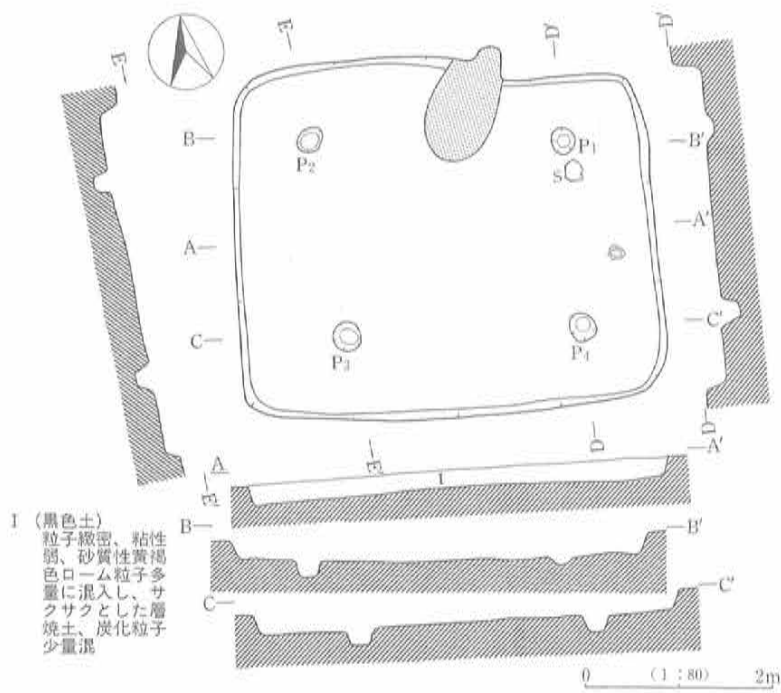 E'
D'
D'
E
B—
—B'
P₂
P₁
S
A—
—A'
C—
—C'
P₃
P₄
D
E'
D
A
—A'
E'
I
B
—B'
C
—C'
I (黒色土)
粒子緻密、粘性
弱、砂質性黄褐
色ローム粒子多
量に混入し、サ
クサクとした層
焼土、炭化粒子
少量混
0 (1：80) 2m